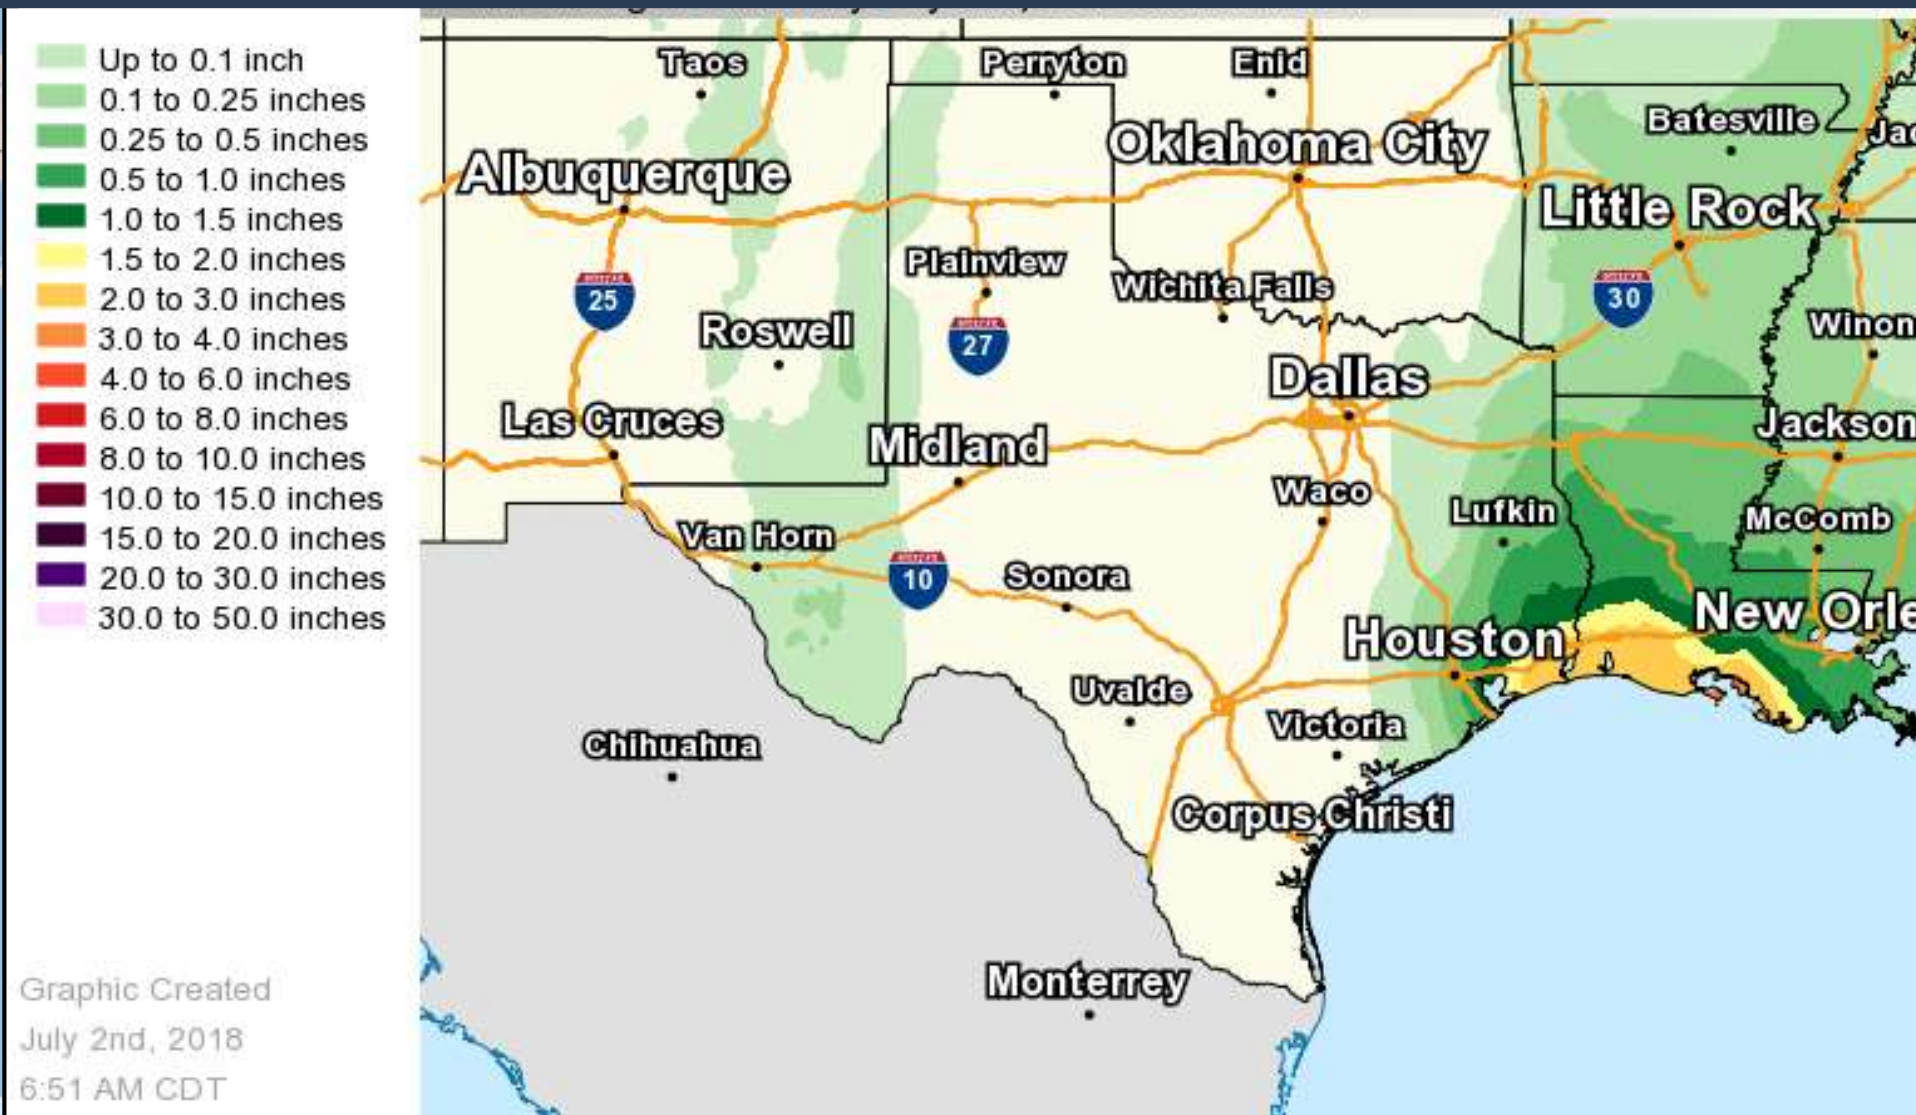 Up to 0.1 inch
0.1 to 0.25 inches
0.25 to 0.5 inches
0.5 to 1.0 inches
1.0 to 1.5 inches
1.5 to 2.0 inches
2.0 to 3.0 inches
3.0 to 4.0 inches
4.0 to 6.0 inches
6.0 to 8.0 inches
8.0 to 10.0 inches
10.0 to 15.0 inches
15.0 to 20.0 inches
20.0 to 30.0 inches
30.0 to 50.0 inches
Graphic Created
July 2nd, 2018
6:51 AM CDT
Taos
Perryton
Enid
Batesville
Jac
Oklahoma City
Albuquerque
Little Rock
Plainview
Wichita Falls
25
30
Winon
Roswell
27
Dallas
Las Cruces
Jackson
Midland
Waco
Lufkin
McComb
Van Horn
10
Sonora
New Orle
Houston
Uvalde
Victoria
Chihuahua
Corpus Christi
Monterrey